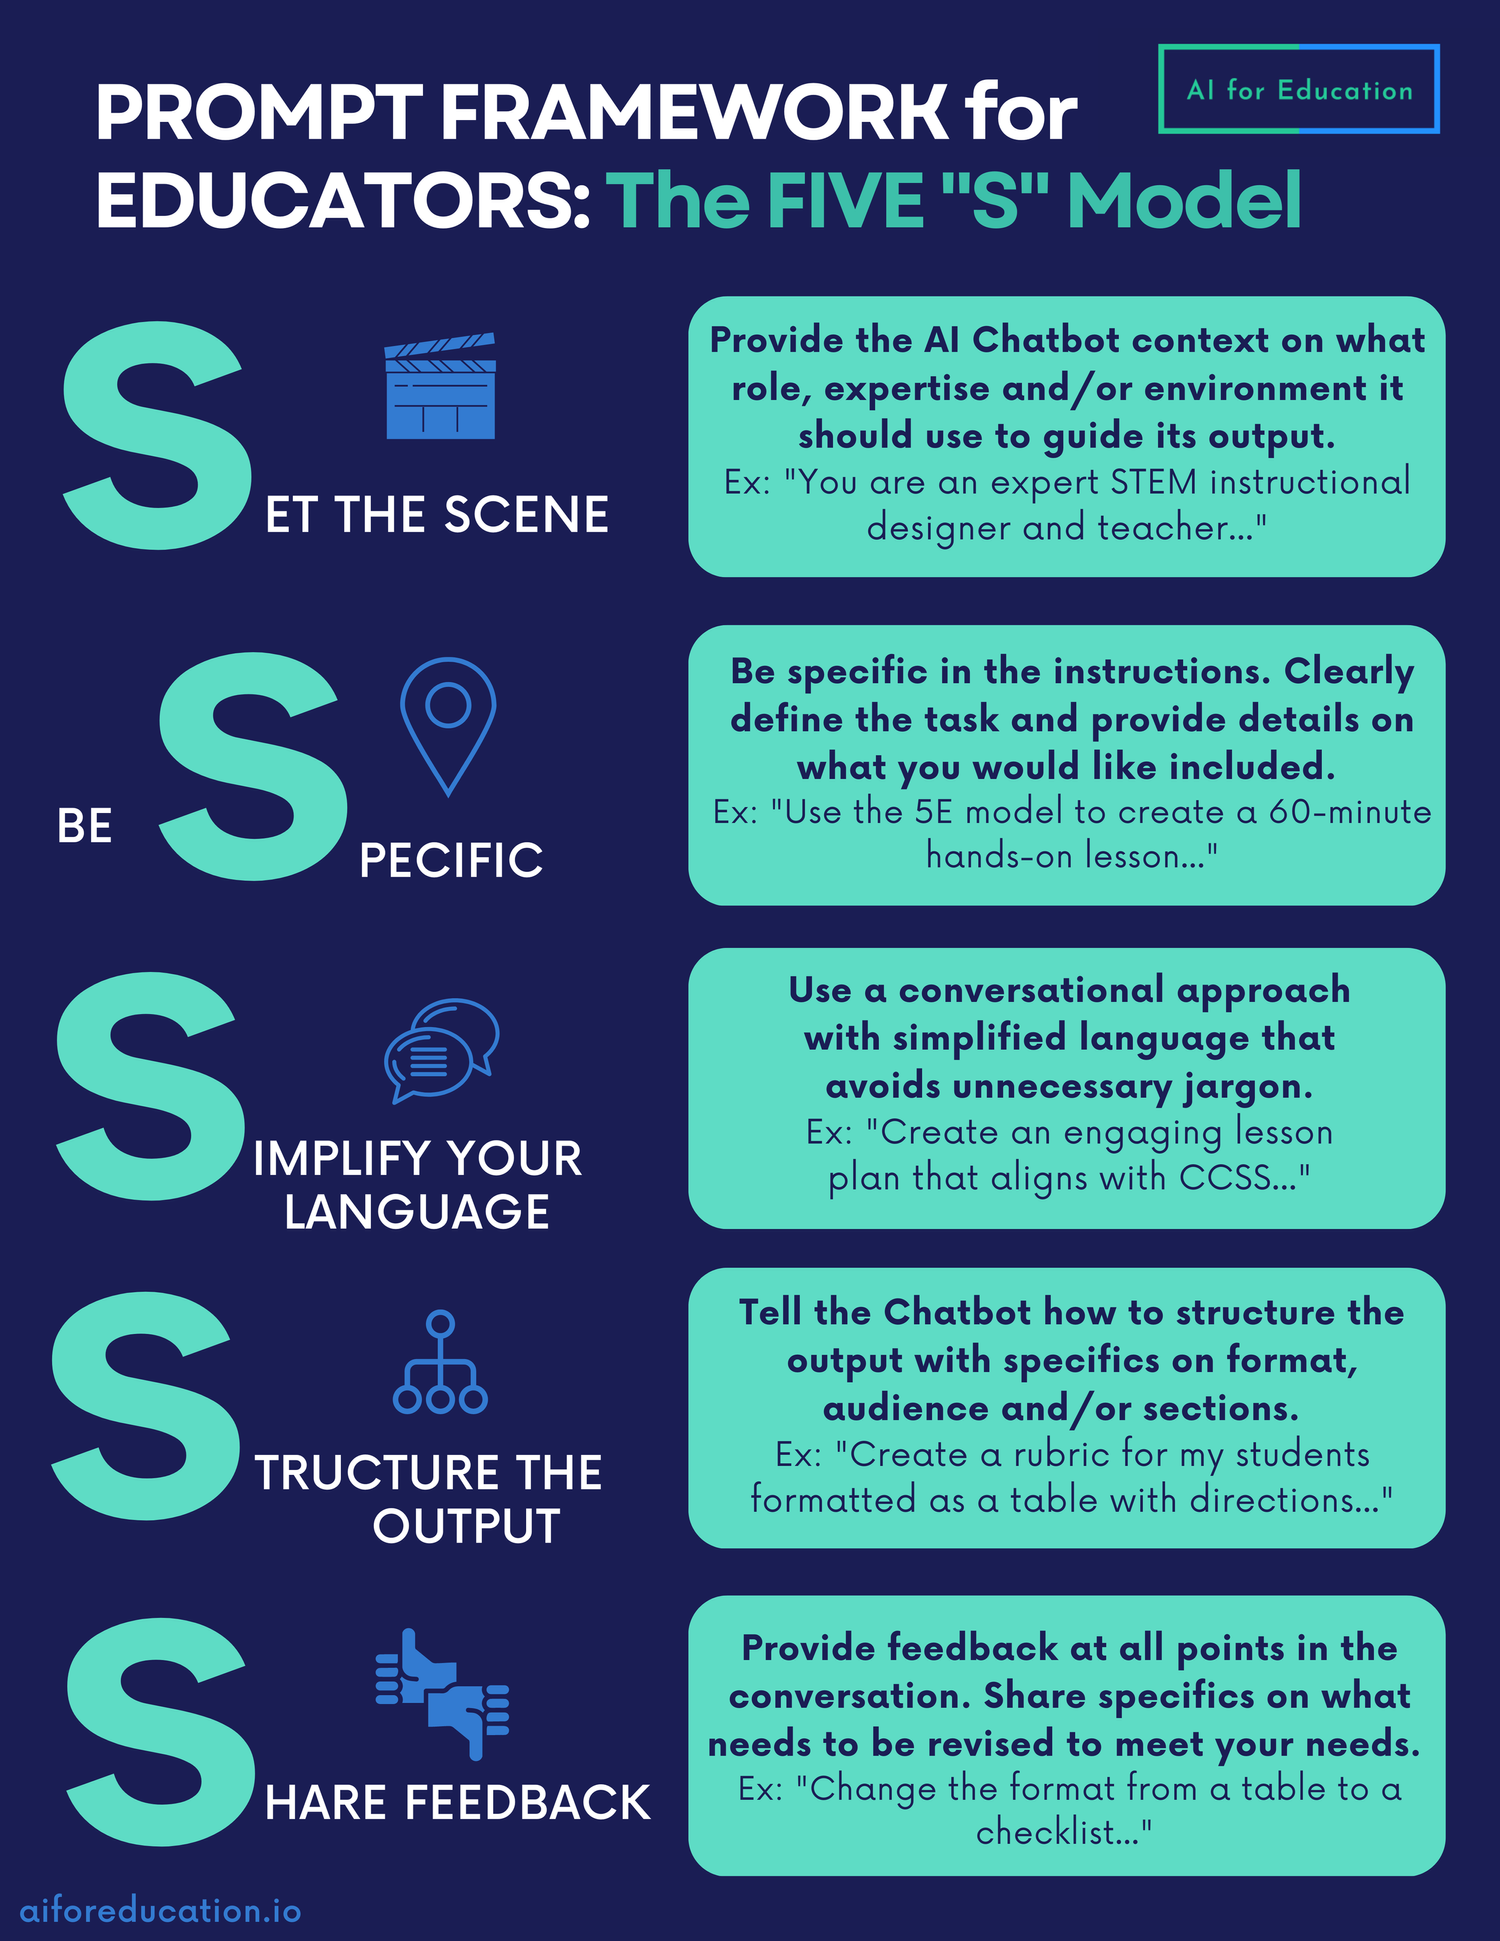 AI for Education
PROMPT FRAMEWORK for
EDUCATORS: The FIVE "S" Model
SET THE SCENE
Provide the AI Chatbot context on what
role, expertise and/or environment it
should use to guide its output.
Ex: "You are an expert STEM instructional
designer and teacher..."
BE SPECIFIC
Be specific in the instructions. Clearly
define the task and provide details on
what you would like included.
Ex: "Use the 5E model to create a 60-minute
hands-on lesson..."
SIMPLIFY YOUR
LANGUAGE
Use a conversational approach
with simplified language that
avoids unnecessary jargon.
Ex: "Create an engaging lesson
plan that aligns with CCSS..."
STRUCTURE THE
OUTPUT
Tell the Chatbot how to structure the
output with specifics on format,
audience and/or sections.
Ex: "Create a rubric for my students
formatted as a table with directions..."
SHARE FEEDBACK
Provide feedback at all points in the
conversation. Share specifics on what
needs to be revised to meet your needs.
Ex: "Change the format from a table to a
checklist..."
aiforeducation.io